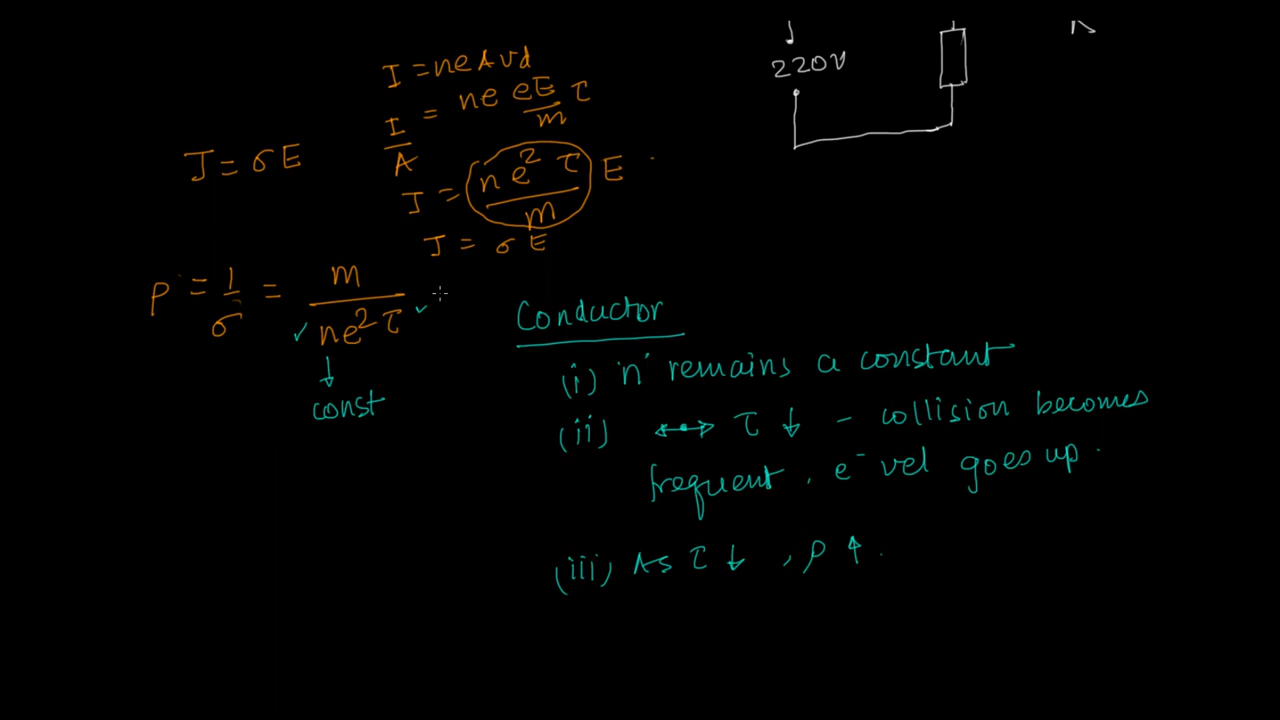 I = neAvd
I/A = ne eE/m τ
J = σE
J = (ne²τ/m) E
J = σE
ρ = 1/σ = m/ne²τ
↓
const
220V
Conductor
(i) 'n' remains a constant
(ii) ↔ τ ↓ - collision becomes
frequent, e⁻ vel goes up.
(iii) As τ ↓, ρ ↑.